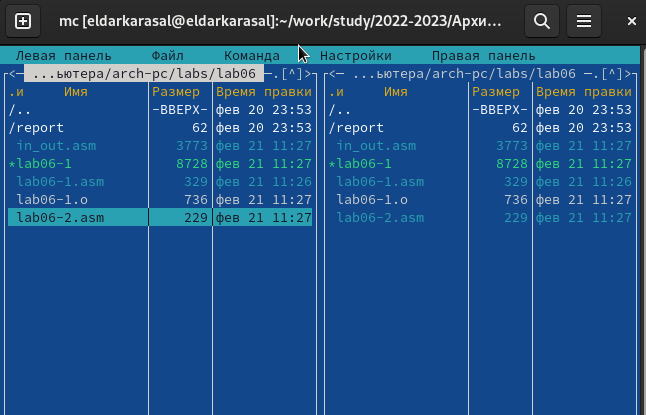 mc [eldarkarasal@eldarkarasal]:~/work/study/2022-2023/Архи...
Левая панель Файл Команда Настройки Правая панель
<─ ...ьютера/arch-pc/labs/lab06 ─.[^]> <─ ...ьютера/arch-pc/labs/lab06 ─.[^]>
.и Имя Размер Время правки .и Имя Размер Время правки
/.. -ВВЕРХ- фев 20 23:53 /.. -ВВЕРХ- фев 20 23:53
/report 62 фев 20 23:53 /report 62 фев 20 23:53
in_out.asm 3773 фев 21 11:27 in_out.asm 3773 фев 21 11:27
*lab06-1 8728 фев 21 11:27 *lab06-1 8728 фев 21 11:27
lab06-1.asm 329 фев 21 11:26 lab06-1.asm 329 фев 21 11:26
lab06-1.o 736 фев 21 11:27 lab06-1.o 736 фев 21 11:27
lab06-2.asm 229 фев 21 11:27 lab06-2.asm 229 фев 21 11:27